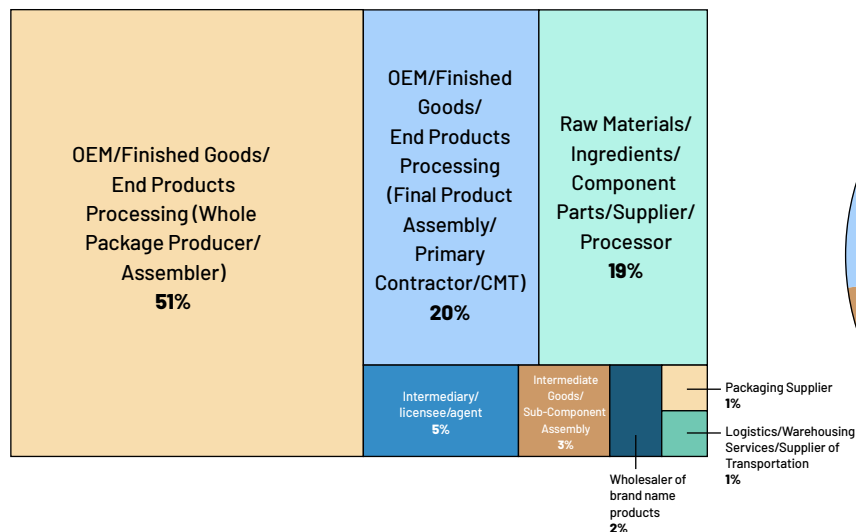 OEM/Finished Goods/
End Products
Processing (Whole
Package Producer/
Assembler)
51%
OEM/Finished
Goods/
End Products
Processing
(Final Product
Assembly/
Primary
Contractor/CMT)
20%
Raw Materials/
Ingredients/
Component
Parts/Supplier/
Processor
19%
Intermediary/
licensee/agent
5%
Intermediate
Goods/
Sub-Component
Assembly
3%
Wholesaler of
brand name
products
2%
Packaging Supplier
1%
Logistics/Warehousing
Services/Supplier of
Transportation
1%